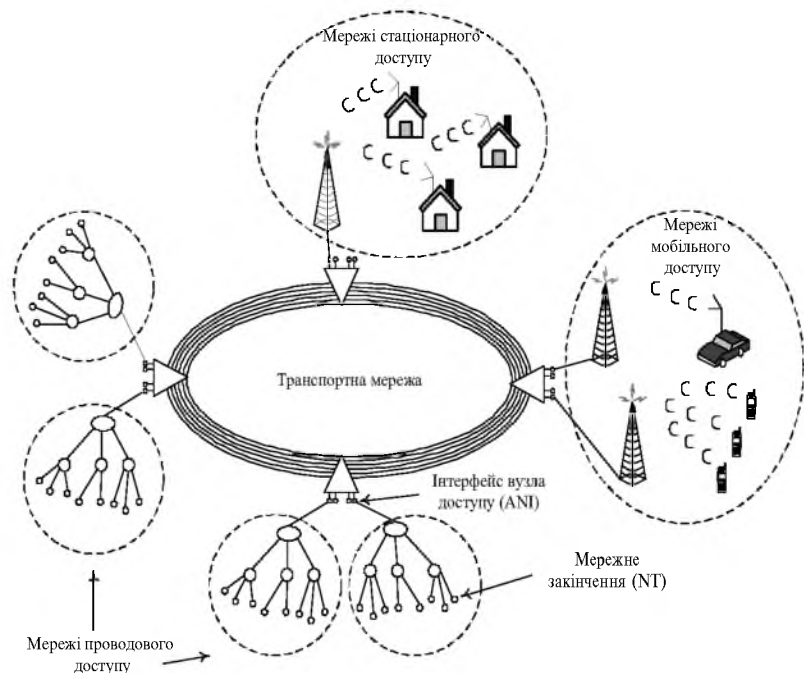 Мережі стаціонарного
доступу
Мережі
мобільного
доступу
Транспортна мережа
Інтерфейс вузла
доступу (ANI)
Мережне
закінчення (NT)
Мережі проводового
доступу